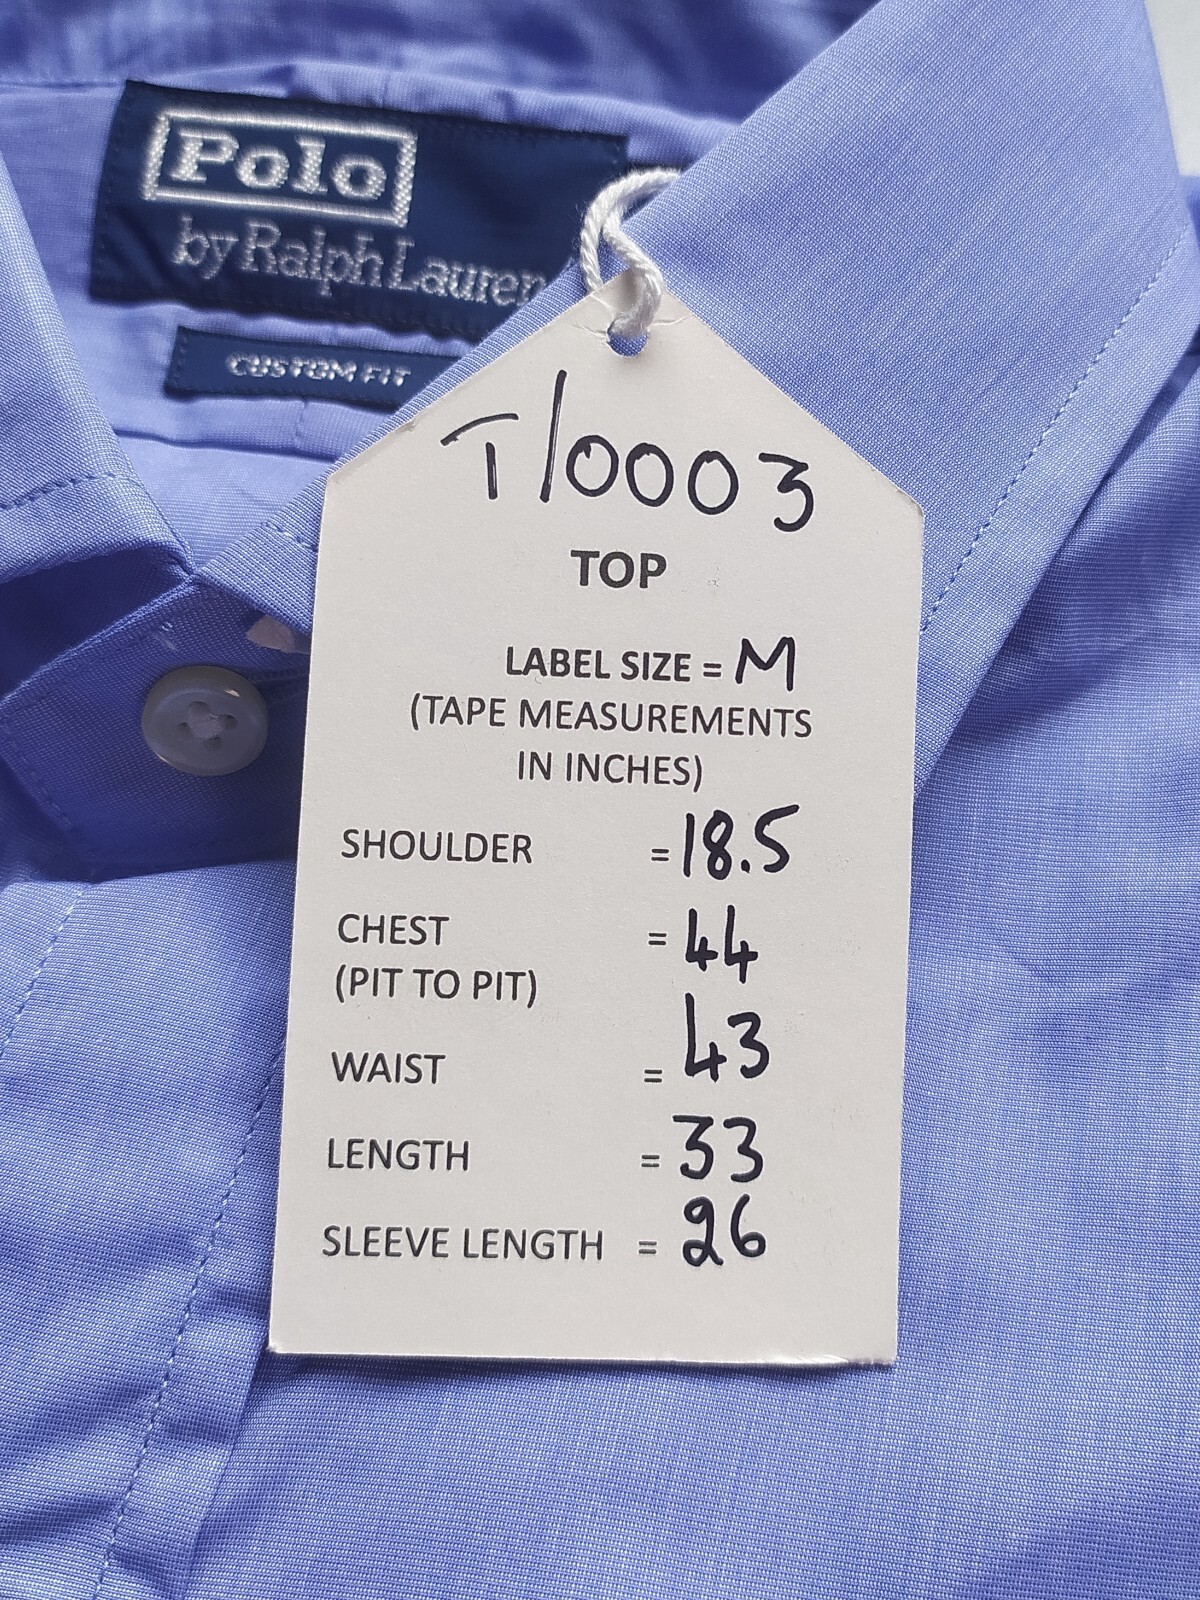 Polo
by Ralph Lauren
CUSTOM FIT
T/0003
TOP
LABEL SIZE = M
(TAPE MEASUREMENTS
IN INCHES)
SHOULDER = 18.5
CHEST = 44
(PIT TO PIT)
WAIST = 43
LENGTH = 33
SLEEVE LENGTH = 26